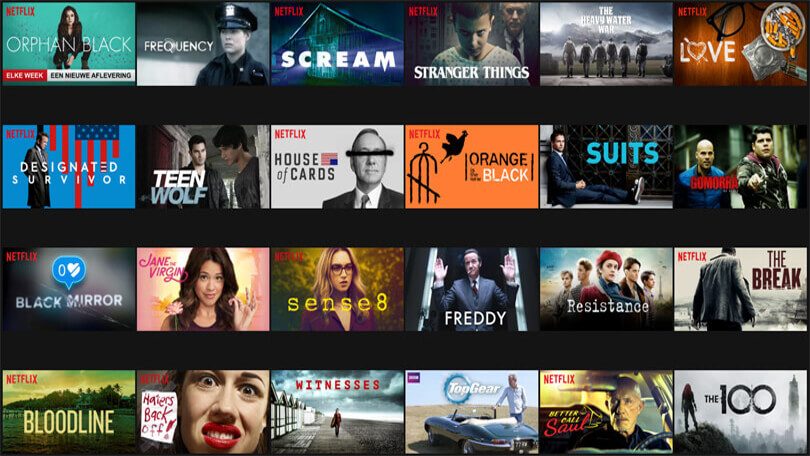 NETFLIX
ORPHAN BLACK
ELKE WEEK | EEN NIEUWE AFLEVERING
FREQUENCY
NETFLIX
SCREAM
NETFLIX
STRANGER THINGS
THE
HEAVY WATER
WAR
NETFLIX
LOVE
NETFLIX
DESIGNATED
SURVIVOR
TEEN
WOLF
NETFLIX
HOUSE
of CARDS
NETFLIX
ORANGE
IS THE NEW
BLACK
SUITS
GOMORRA
BLACK MIRROR
JANE THE
VIRGIN
NETFLIX
sense8
FREDDY
Resistance
NETFLIX
THE
BREAK
NETFLIX
BLOODLINE
NETFLIX
Haters
Back
Off!
WITNESSES
BBC
TopGear
NETFLIX
BETTER
CALL
Saul
THE 100